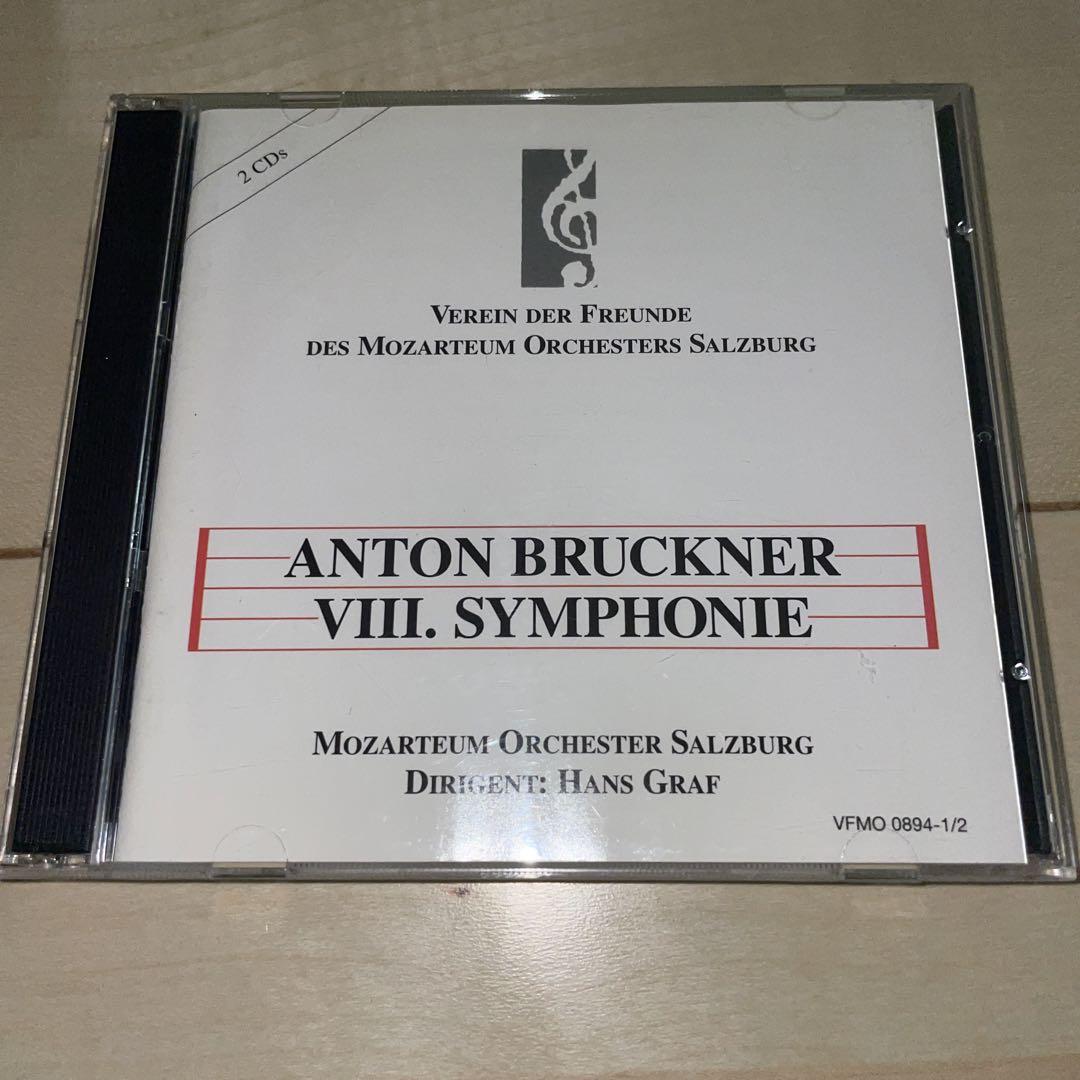 2 CDs
VEREIN DER FREUNDE
DES MOZARTEUM ORCHESTERS SALZBURG
ANTON BRUCKNER
VIII. SYMPHONIE
MOZARTEUM ORCHESTER SALZBURG
DIRIGENT: HANS GRAF
VFMO 0894-1/2